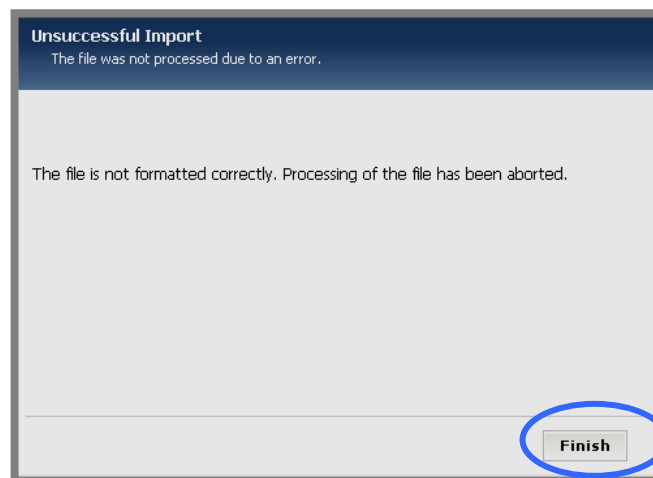 Unsuccessful Import
The file was not processed due to an error.
The file is not formatted correctly. Processing of the file has been aborted.
Finish